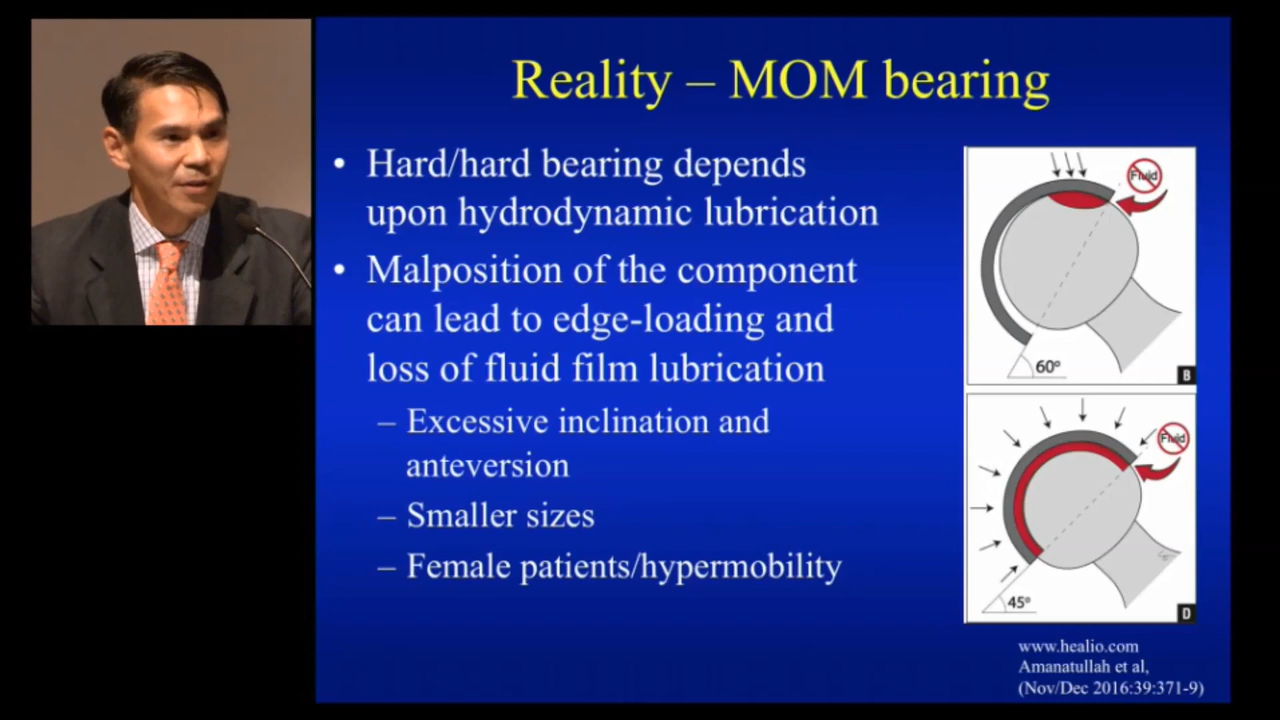 Reality – MOM bearing
• Hard/hard bearing depends
upon hydrodynamic lubrication
• Malposition of the component
can lead to edge-loading and
loss of fluid film lubrication
– Excessive inclination and
anteversion
– Smaller sizes
– Female patients/hypermobility
Fluid
60°
B
Fluid
45°
D
www.healio.com
Amanatullah et al,
(Nov/Dec 2016:39:371-9)